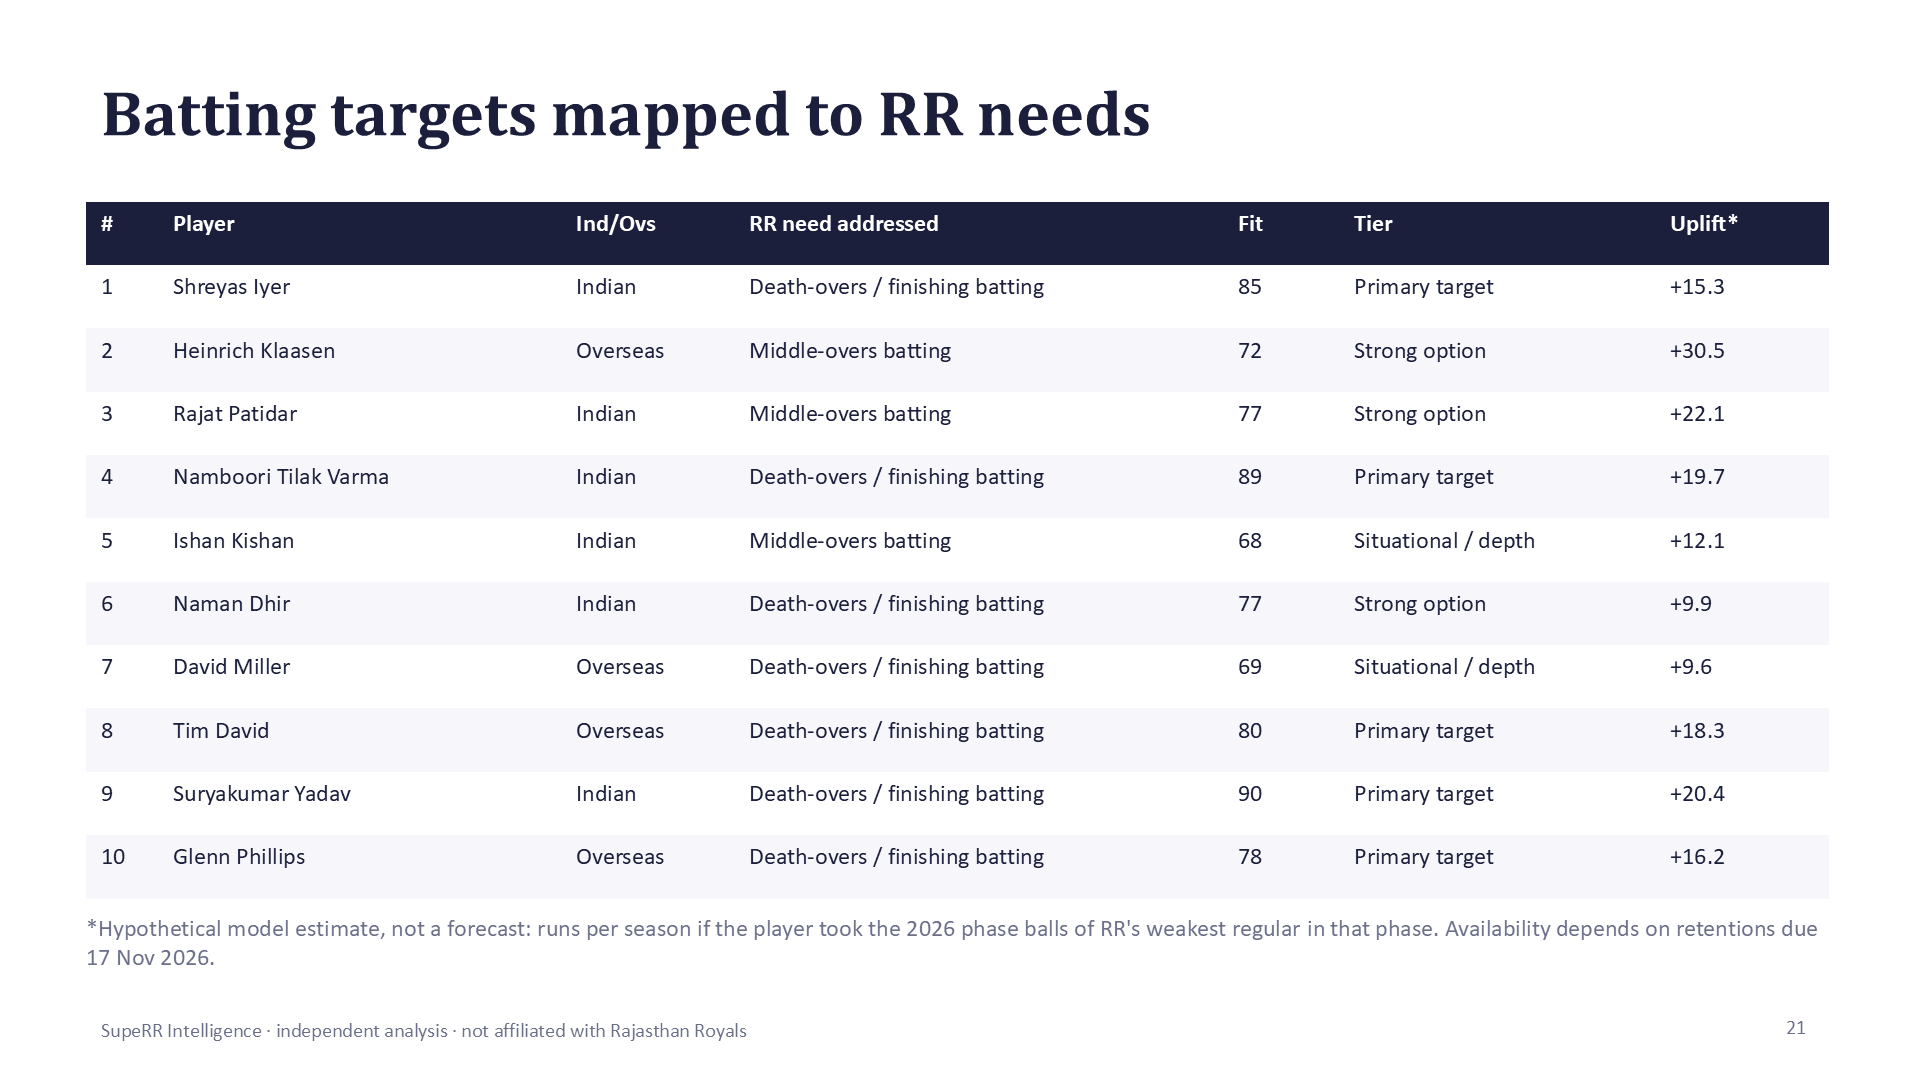 Batting targets mapped to RR needs
# Player Ind/Ovs RR need addressed Fit Tier Uplift*
1 Shreyas Iyer Indian Death-overs / finishing batting 85 Primary target +15.3
2 Heinrich Klaasen Overseas Middle-overs batting 72 Strong option +30.5
3 Rajat Patidar Indian Middle-overs batting 77 Strong option +22.1
4 Namboori Tilak Varma Indian Death-overs / finishing batting 89 Primary target +19.7
5 Ishan Kishan Indian Middle-overs batting 68 Situational / depth +12.1
6 Naman Dhir Indian Death-overs / finishing batting 77 Strong option +9.9
7 David Miller Overseas Death-overs / finishing batting 69 Situational / depth +9.6
8 Tim David Overseas Death-overs / finishing batting 80 Primary target +18.3
9 Suryakumar Yadav Indian Death-overs / finishing batting 90 Primary target +20.4
10 Glenn Phillips Overseas Death-overs / finishing batting 78 Primary target +16.2
*Hypothetical model estimate, not a forecast: runs per season if the player took the 2026 phase balls of RR's weakest regular in that phase. Availability depends on retentions due
17 Nov 2026.
SupeRR Intelligence · independent analysis · not affiliated with Rajasthan Royals
21